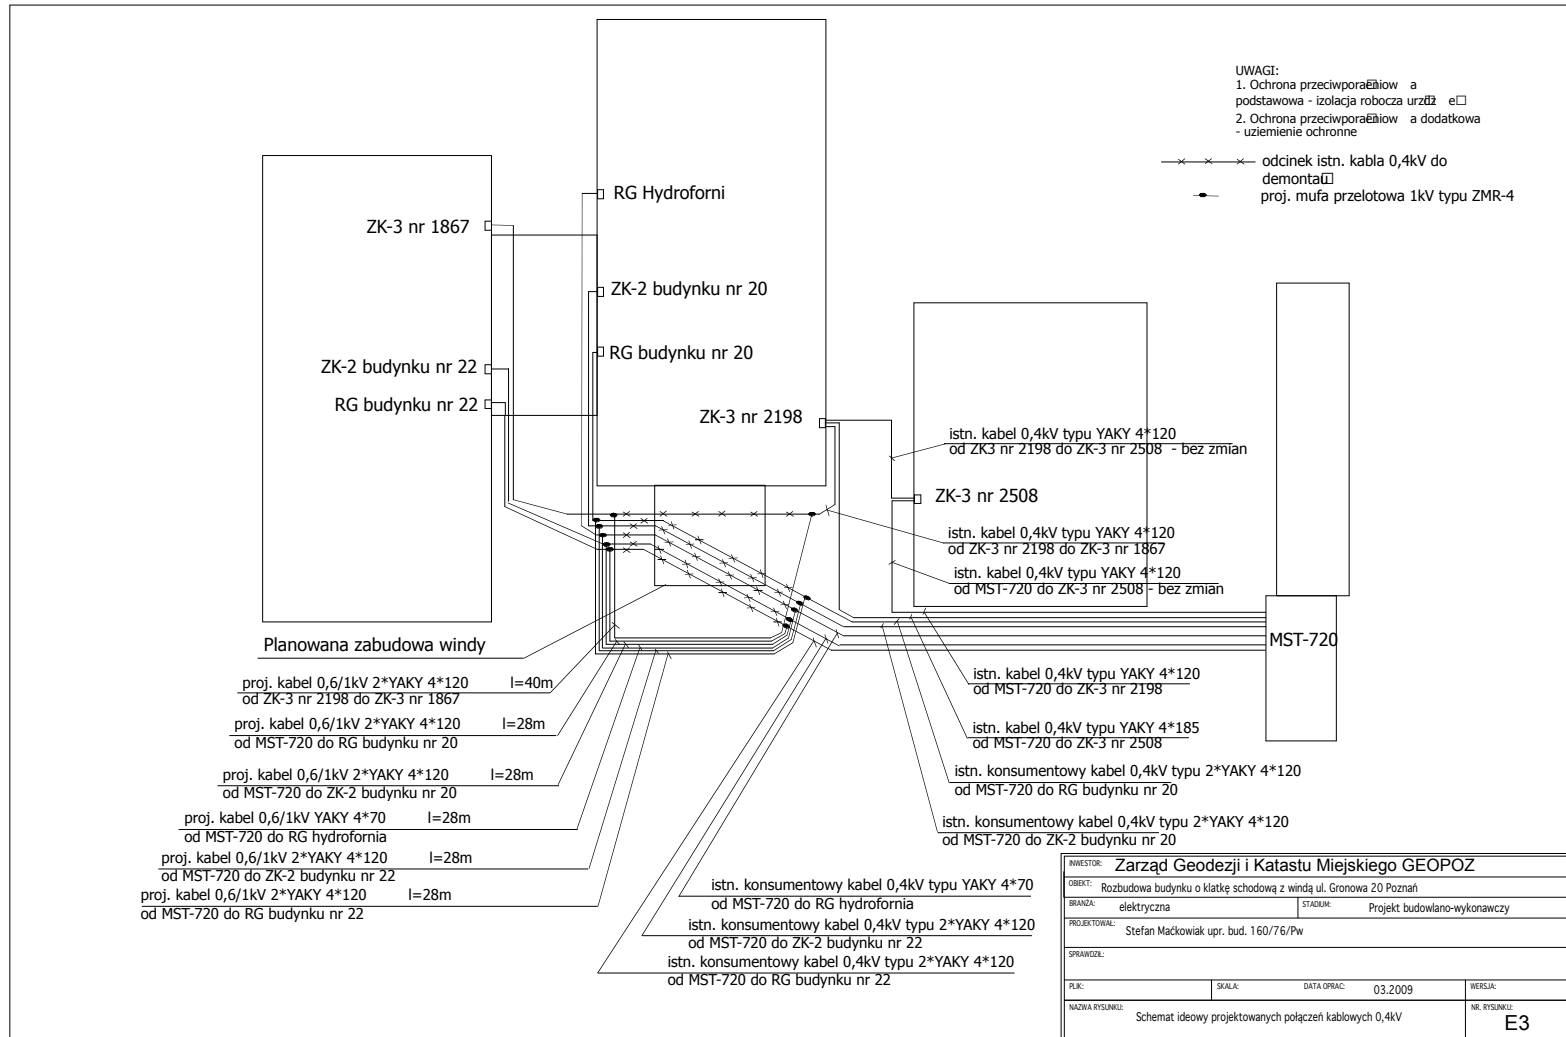 UWAGI:
1. Ochrona przeciwporaeniow a
podstawowa - izolacja robocza urzdz e
2. Ochrona przeciwporaeniow a dodatkowa
- uziemienie ochronne
odcinek istn. kabla 0,4kV do
demontau
proj. mufa przelotowa 1kV typu ZMR-4
RG Hydroforni
ZK-3 nr 1867
ZK-2 budynku nr 20
RG budynku nr 20
ZK-2 budynku nr 22
RG budynku nr 22
ZK-3 nr 2198
istn. kabel 0,4kV typu YAKY 4*120
od ZK3 nr 2198 do ZK-3 nr 2508 - bez zmian
ZK-3 nr 2508
istn. kabel 0,4kV typu YAKY 4*120
od ZK-3 nr 2198 do ZK-3 nr 1867
istn. kabel 0,4kV typu YAKY 4*120
od MST-720 do ZK-3 nr 2508 - bez zmian
MST-720
Planowana zabudowa windy
proj. kabel 0,6/1kV 2*YAKY 4*120 l=40m
od ZK-3 nr 2198 do ZK-3 nr 1867
proj. kabel 0,6/1kV 2*YAKY 4*120 l=28m
od MST-720 do RG budynku nr 20
proj. kabel 0,6/1kV 2*YAKY 4*120 l=28m
od MST-720 do ZK-2 budynku nr 20
proj. kabel 0,6/1kV YAKY 4*70 l=28m
od MST-720 do RG hydrofornia
proj. kabel 0,6/1kV 2*YAKY 4*120 l=28m
od MST-720 do ZK-2 budynku nr 22
proj. kabel 0,6/1kV 2*YAKY 4*120 l=28m
od MST-720 do RG budynku nr 22
istn. kabel 0,4kV typu YAKY 4*120
od MST-720 do ZK-3 nr 2198
istn. kabel 0,4kV typu YAKY 4*185
od MST-720 do ZK-3 nr 2508
istn. konsumentowy kabel 0,4kV typu 2*YAKY 4*120
od MST-720 do RG budynku nr 20
istn. konsumentowy kabel 0,4kV typu 2*YAKY 4*120
od MST-720 do ZK-2 budynku nr 20
istn. konsumentowy kabel 0,4kV typu YAKY 4*70
od MST-720 do RG hydrofornia
istn. konsumentowy kabel 0,4kV typu 2*YAKY 4*120
od MST-720 do ZK-2 budynku nr 22
istn. konsumentowy kabel 0,4kV typu 2*YAKY 4*120
od MST-720 do RG budynku nr 22
INWESTOR: Zarząd Geodezji i Katastu Miejskiego GEOPOZ
OBIEKT: Rozbudowa budynku o klatkę schodową z windą ul. Gronowa 20 Poznań
BRANŻA: elektryczna STADIUM: Projekt budowlano-wykonawczy
PROJEKTOWAŁ: Stefan Maćkowiak upr. bud. 160/76/Pw
SPRAWDZIŁ:
PLIK: SKALA: DATA OPRAC: 03.2009 WERSJA:
NAZWA RYSUNKU: Schemat ideowy projektowanych połączeń kablowych 0,4kV NR. RYSUNKU: E3